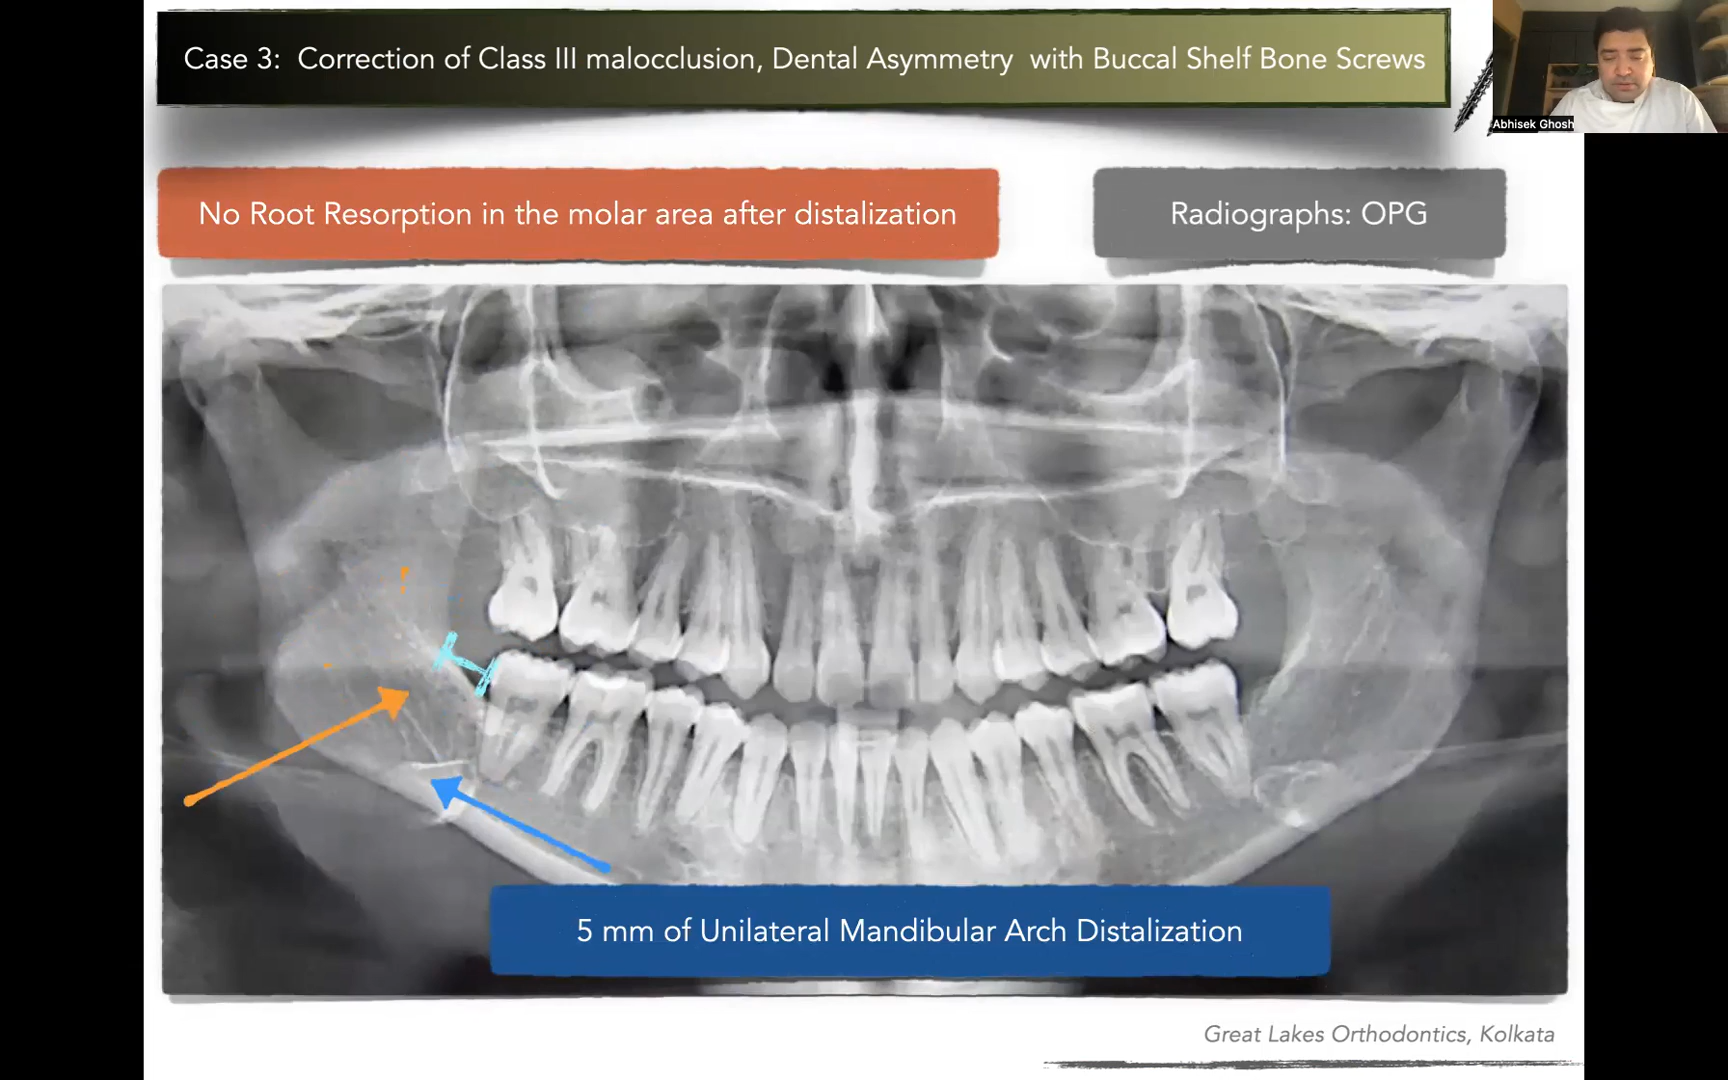 Case 3:  Correction of Class III malocclusion, Dental Asymmetry  with Buccal Shelf Bone Screws
Abhisek Ghosh
No Root Resorption in the molar area after distalization
Radiographs: OPG
5 mm of Unilateral Mandibular Arch Distalization
Great Lakes Orthodontics, Kolkata